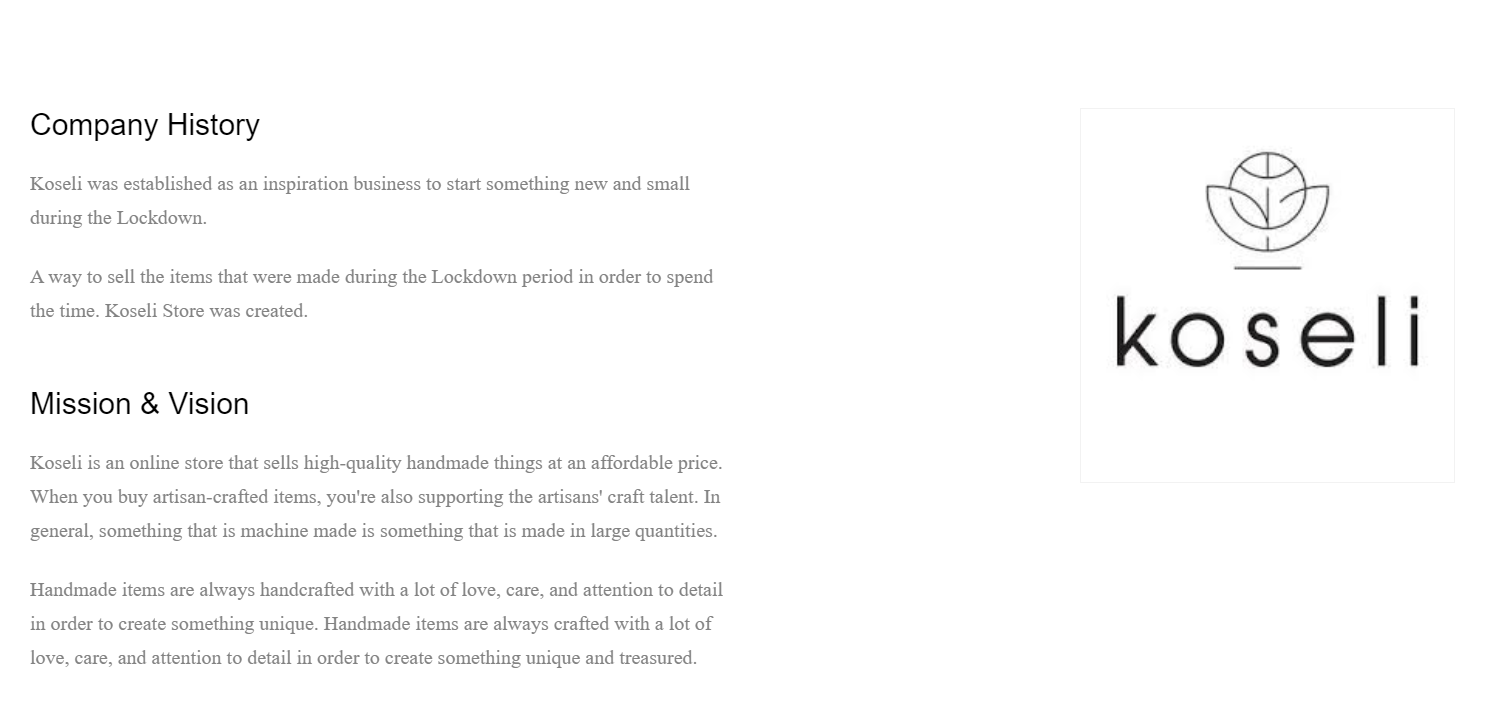 Company History
Koseli was established as an inspiration business to start something new and small
during the Lockdown.
A way to sell the items that were made during the Lockdown period in order to spend
the time. Koseli Store was created.
Mission & Vision
Koseli is an online store that sells high-quality handmade things at an affordable price.
When you buy artisan-crafted items, you're also supporting the artisans' craft talent. In
general, something that is machine made is something that is made in large quantities.
Handmade items are always handcrafted with a lot of love, care, and attention to detail
in order to create something unique. Handmade items are always crafted with a lot of
love, care, and attention to detail in order to create something unique and treasured.
koseli